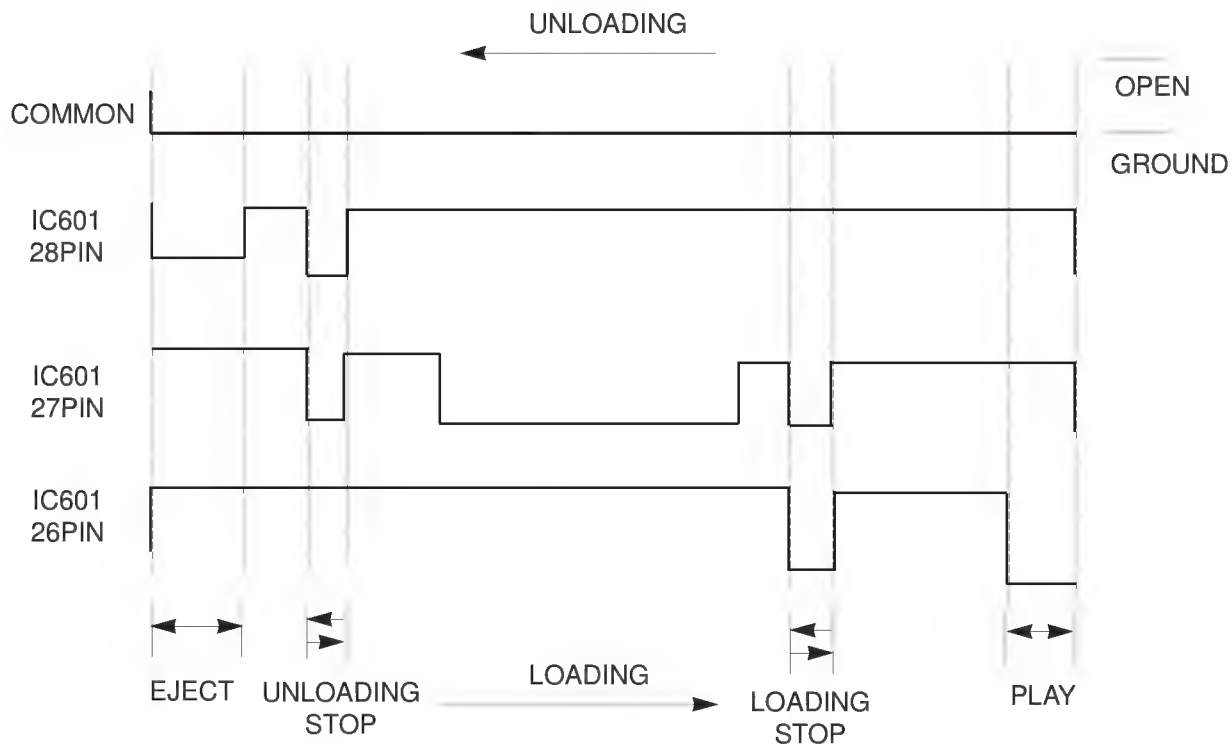 UNLOADING
OPEN
COMMON
GROUND
IC601
28PIN
IC601
27PIN
IC601
26PIN
EJECT
UNLOADING
STOP
LOADING
LOADING
STOP
PLAY